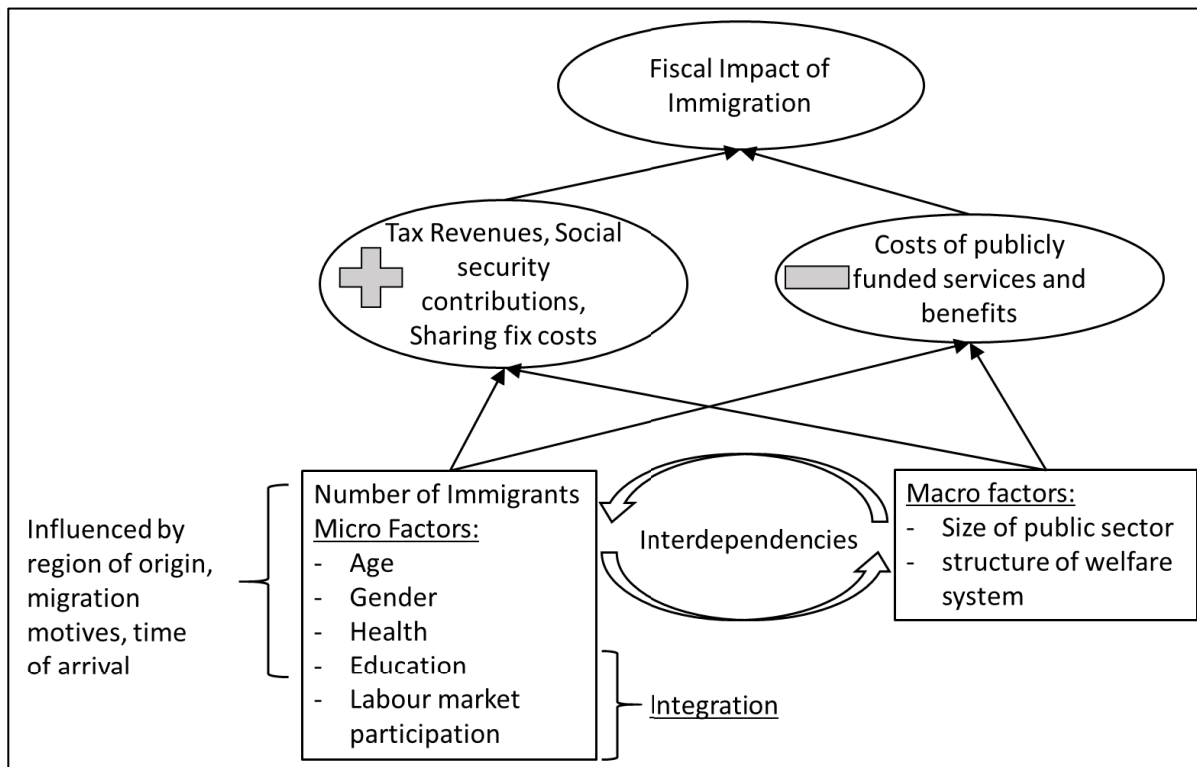 Fiscal Impact of
Immigration
Tax Revenues, Social
security
contributions,
Sharing fix costs
Costs of publicly
funded services and
benefits
Influenced by
region of origin,
migration
motives, time
of arrival
Number of Immigrants
Micro Factors:
- Age
- Gender
- Health
- Education
- Labour market
participation
Integration
Interdependencies
Macro factors:
- Size of public sector
- structure of welfare
system